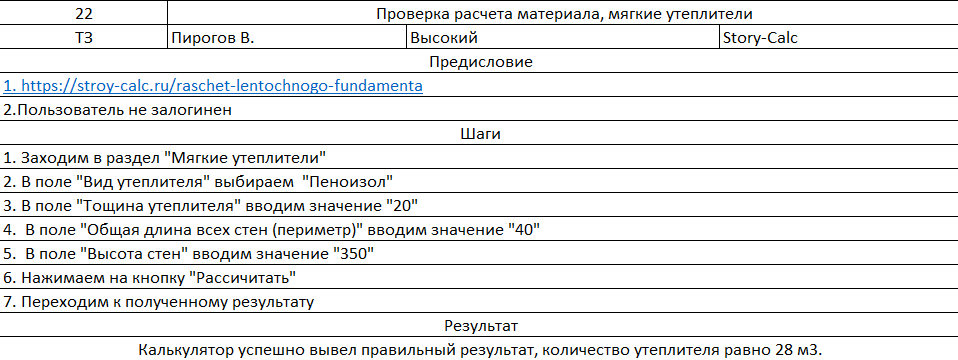 22 Проверка расчета материала, мягкие утеплители
ТЗ Пирогов В. Высокий Story-Calc
Предисловие
1. https://stroy-calc.ru/raschet-lentochnogo-fundamenta
2.Пользователь не залогинен
Шаги
1. Заходим в раздел "Мягкие утеплители"
2. В поле "Вид утеплителя" выбираем "Пеноизол"
3. В поле "Тощина утеплителя" вводим значение "20"
4. В поле "Общая длина всех стен (периметр)" вводим значение "40"
5. В поле "Высота стен" вводим значение "350"
6. Нажимаем на кнопку "Рассичитать"
7. Переходим к полученному результату
Результат
Калькулятор успешно вывел правильный результат, количество утеплителя равно 28 м3.